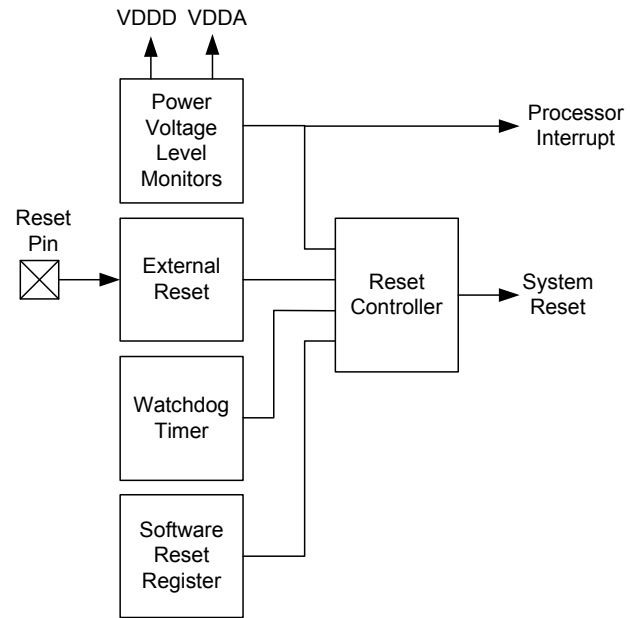 VDDD VDDA
Power
Voltage
Level
Monitors
Processor
Interrupt
Reset
Pin
External
Reset
Reset
Controller
System
Reset
Watchdog
Timer
Software
Reset
Register